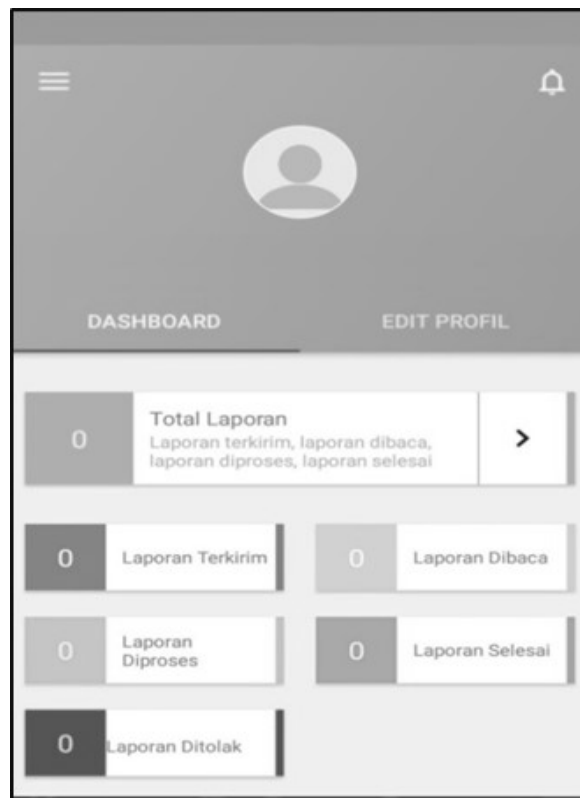 DASHBOARD EDIT PROFIL
0 Total Laporan
Laporan terkirim, laporan dibaca,
laporan diproses, laporan selesai
0 Laporan Terkirim
0 Laporan Dibaca
0 Laporan
Diproses
0 Laporan Selesai
0 Laporan Ditolak